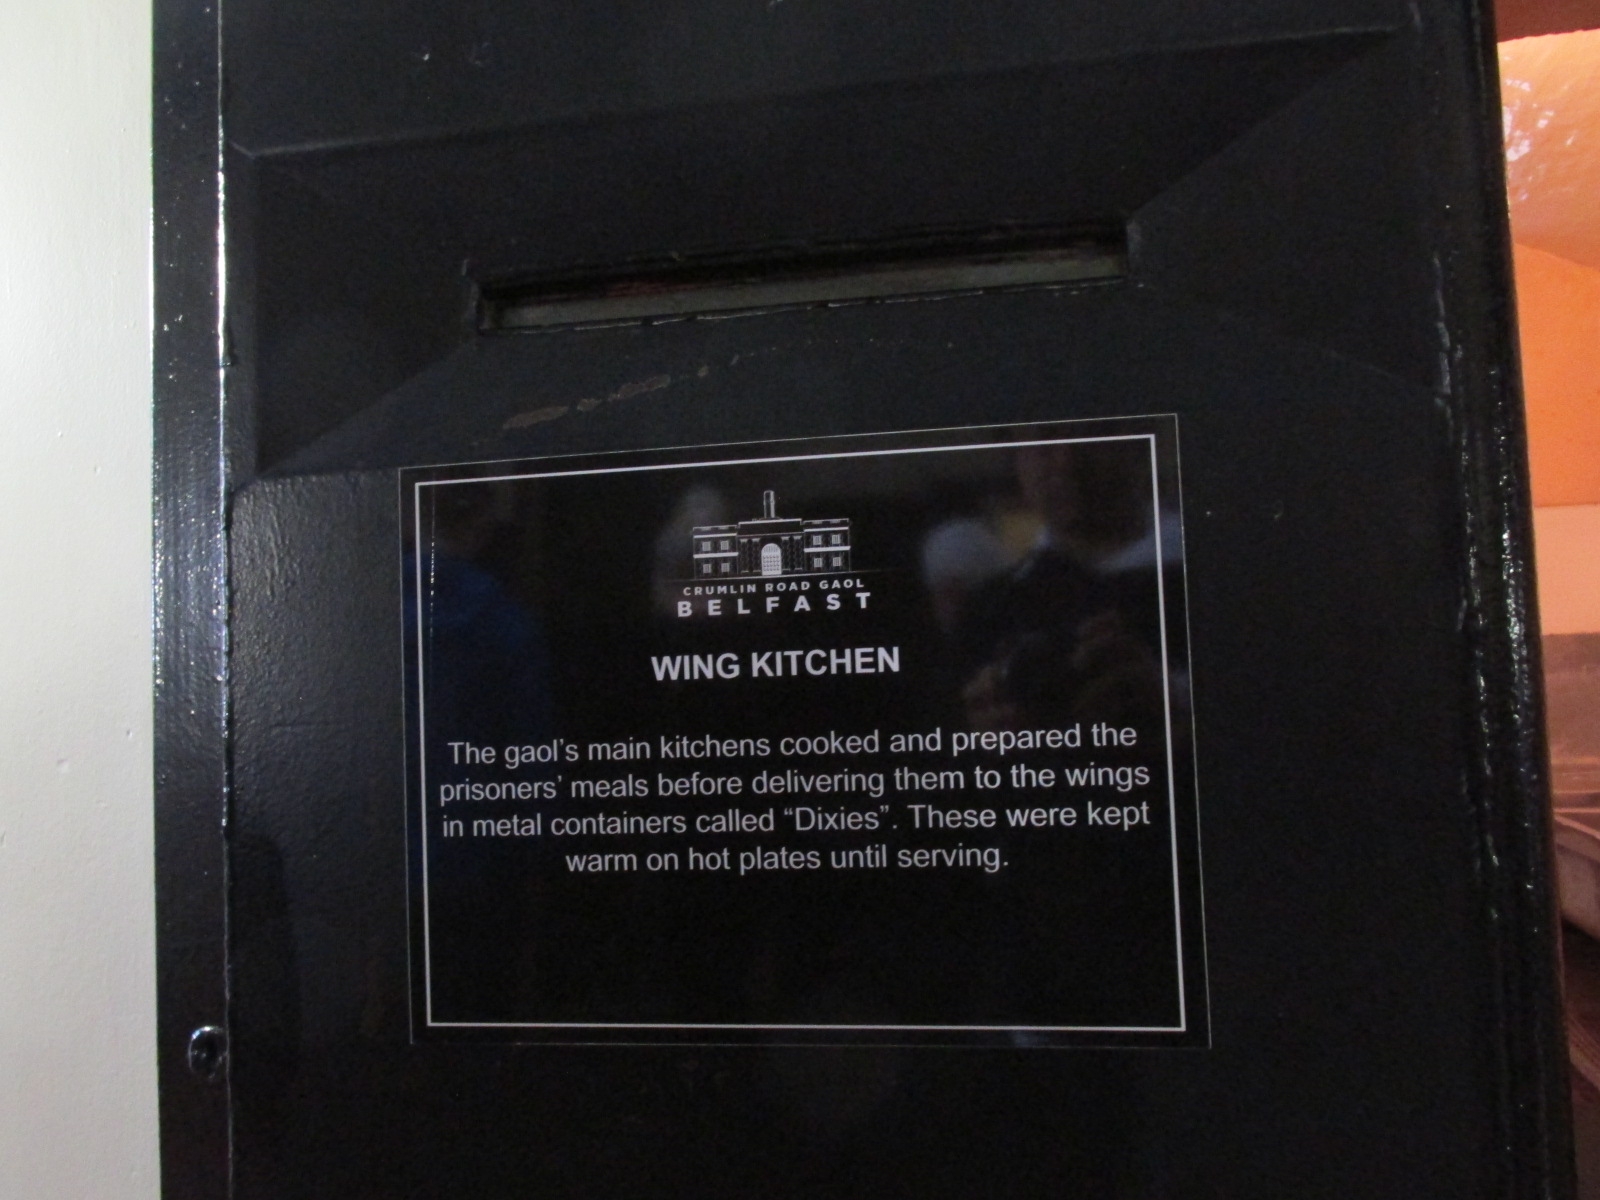 CRUMLIN ROAD GAOL
BELFAST
WING KITCHEN
The gaol's main kitchens cooked and prepared the
prisoners' meals before delivering them to the wings
in metal containers called “Dixies”. These were kept
warm on hot plates until serving.